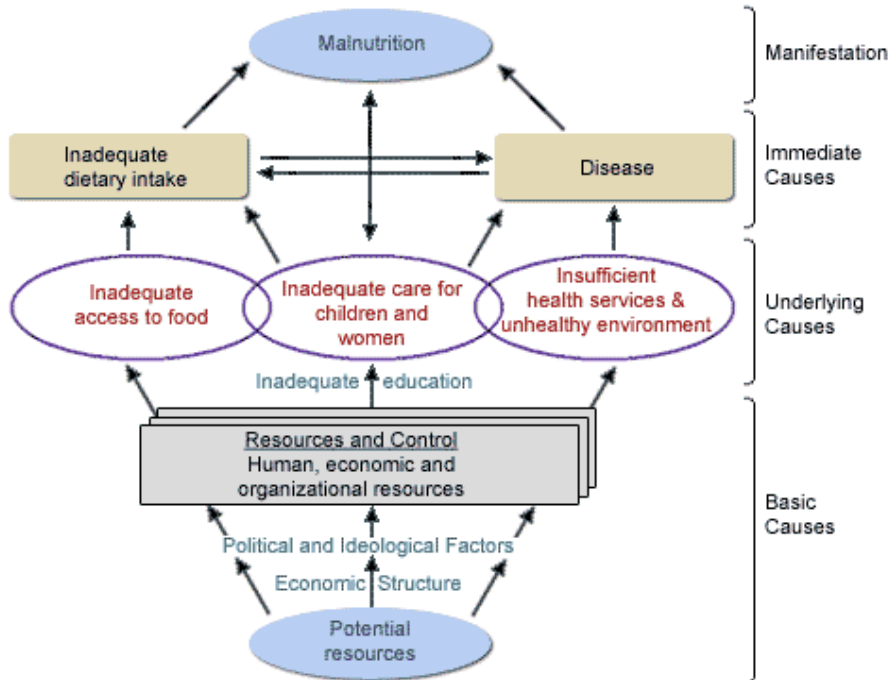 Malnutrition
Manifestation
Inadequate
dietary intake
Disease
Immediate
Causes
Inadequate
access to food
Inadequate care for
children and
women
Insufficient
health services &
unhealthy environment
Underlying
Causes
Inadequate education
Resources and Control
Human, economic and
organizational resources
Basic
Causes
Political and Ideological Factors
Economic Structure
Potential
resources